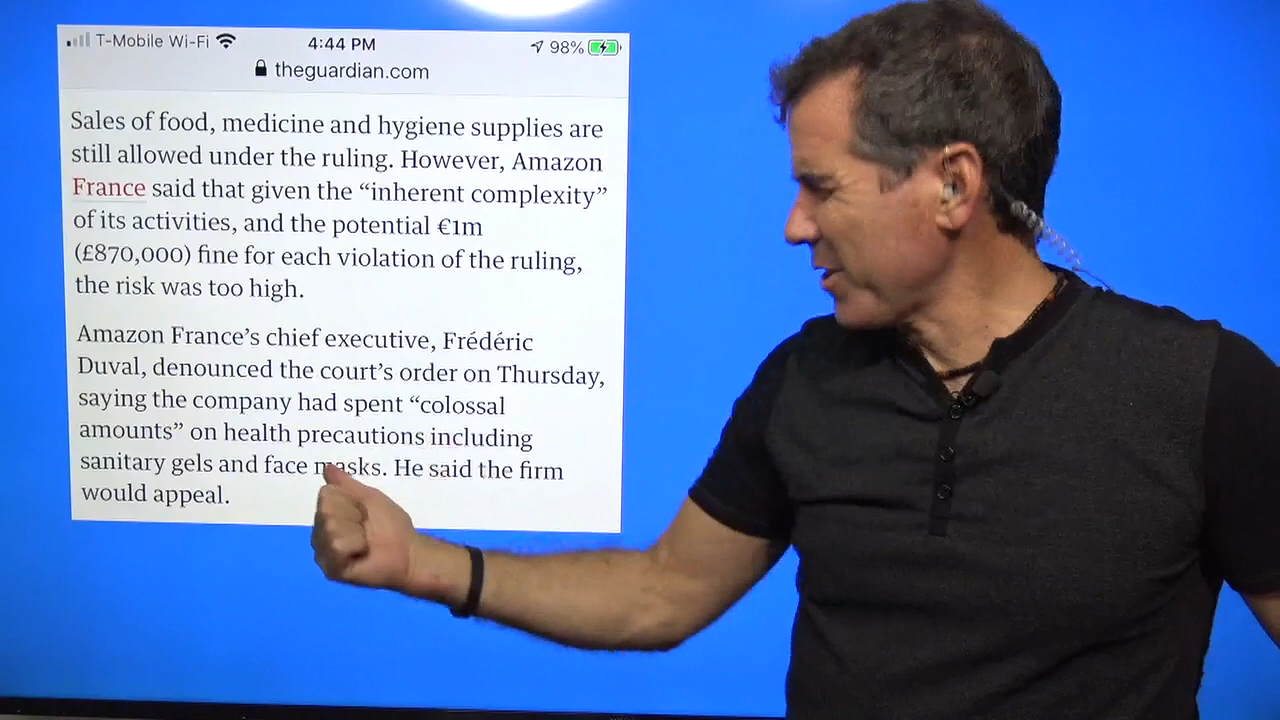 T-Mobile Wi-Fi 4:44 PM 98%
theguardian.com
Sales of food, medicine and hygiene supplies are
still allowed under the ruling. However, Amazon
France said that given the “inherent complexity”
of its activities, and the potential €1m
(£870,000) fine for each violation of the ruling,
the risk was too high.
Amazon France’s chief executive, Frédéric
Duval, denounced the court’s order on Thursday,
saying the company had spent “colossal
amounts” on health precautions including
sanitary gels and face masks. He said the firm
would appeal.